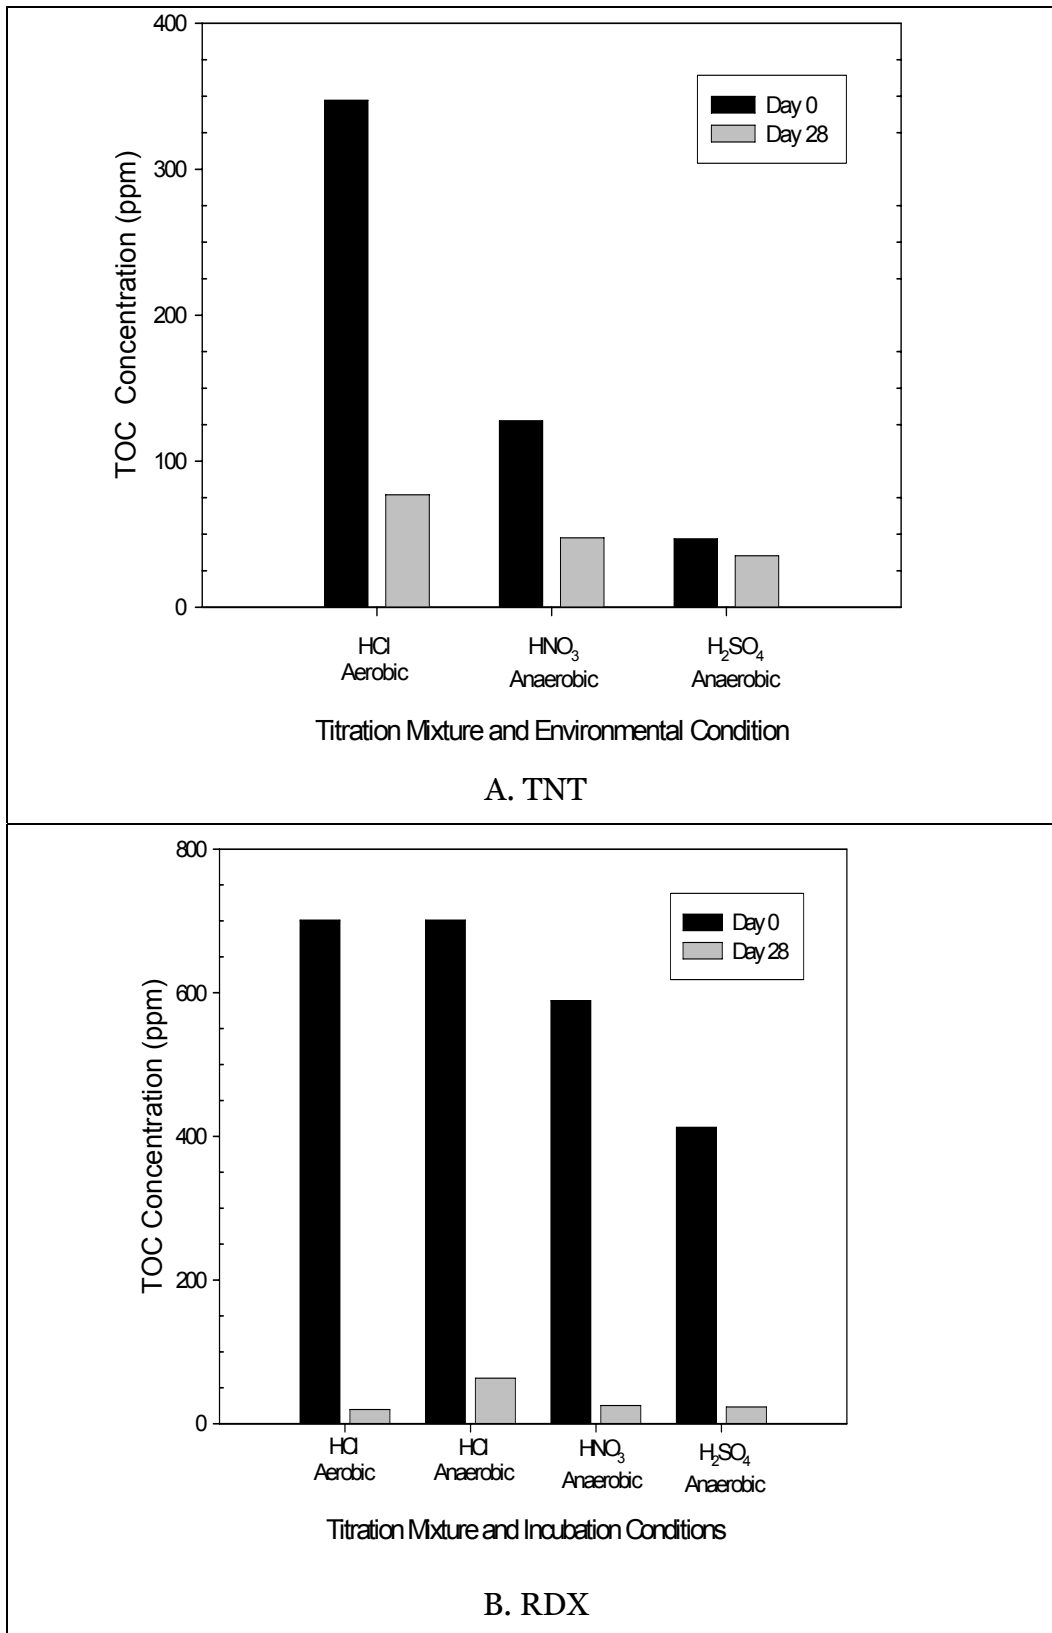 400
300
200
100
0
TOC Concentration (ppm)
Day 0
Day 28
HCl
Aerobic
HNO₃
Anaerobic
H₂SO₄
Anaerobic
Titration Mixture and Environmental Condition
A. TNT
800
600
400
200
0
TOC Concentration (ppm)
Day 0
Day 28
HCl
Aerobic
HCl
Anaerobic
HNO₃
Anaerobic
H₂SO₄
Anaerobic
Titration Mixture and Incubation Conditions
B. RDX